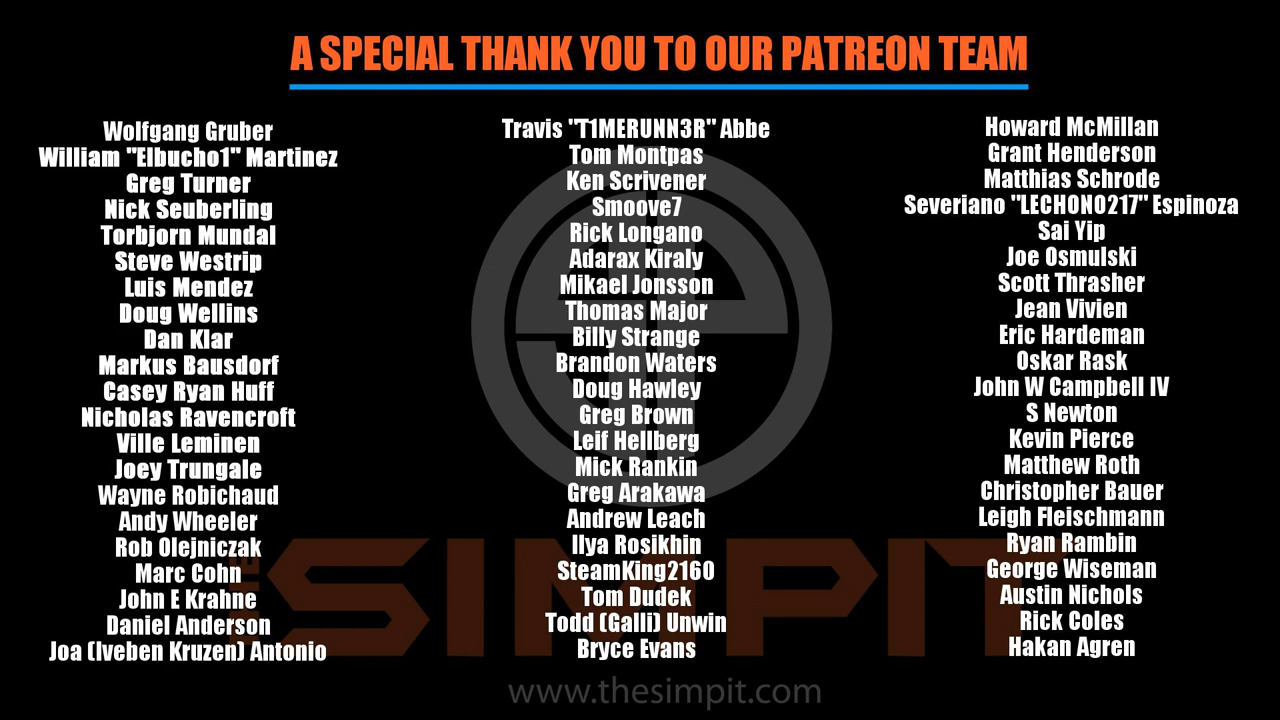 A SPECIAL THANK YOU TO OUR PATREON TEAM
Wolfgang Gruber
William "Elbucho1" Martinez
Greg Turner
Nick Seuberling
Torbjorn Mundal
Steve Westrip
Luis Mendez
Doug Wellins
Dan Klar
Markus Bausdorf
Casey Ryan Huff
Nicholas Ravencroft
Ville Leminen
Joey Trungale
Wayne Robichaud
Andy Wheeler
Rob Olejniczak
Marc Cohn
John E Krahne
Daniel Anderson
Joa (Iveben Kruzen) Antonio
Travis "T1MERUNN3R" Abbe
Tom Montpas
Ken Scrivener
Smoove7
Rick Longano
Adarax Kiraly
Mikael Jonsson
Thomas Major
Billy Strange
Brandon Waters
Doug Hawley
Greg Brown
Leif Hellberg
Mick Rankin
Greg Arakawa
Andrew Leach
Ilya Rosikhin
SteamKing2160
Tom Dudek
Todd (Galli) Unwin
Bryce Evans
Howard McMillan
Grant Henderson
Matthias Schrode
Severiano "LECHON0217" Espinoza
Sai Yip
Joe Osmulski
Scott Thrasher
Jean Vivien
Eric Hardeman
Oskar Rask
John W Campbell IV
S Newton
Kevin Pierce
Matthew Roth
Christopher Bauer
Leigh Fleischmann
Ryan Rambin
George Wiseman
Austin Nichols
Rick Coles
Hakan Agren
THE SIMPIT
www.thesimpit.com